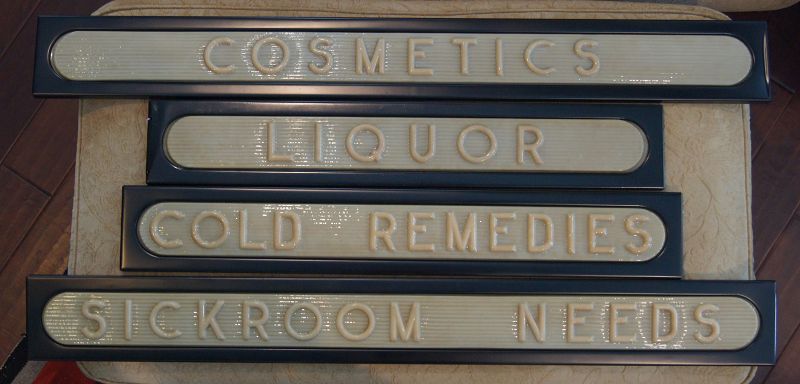 COSMETICS
LIQUOR
COLD REMEDIES
SICKROOM NEEDS